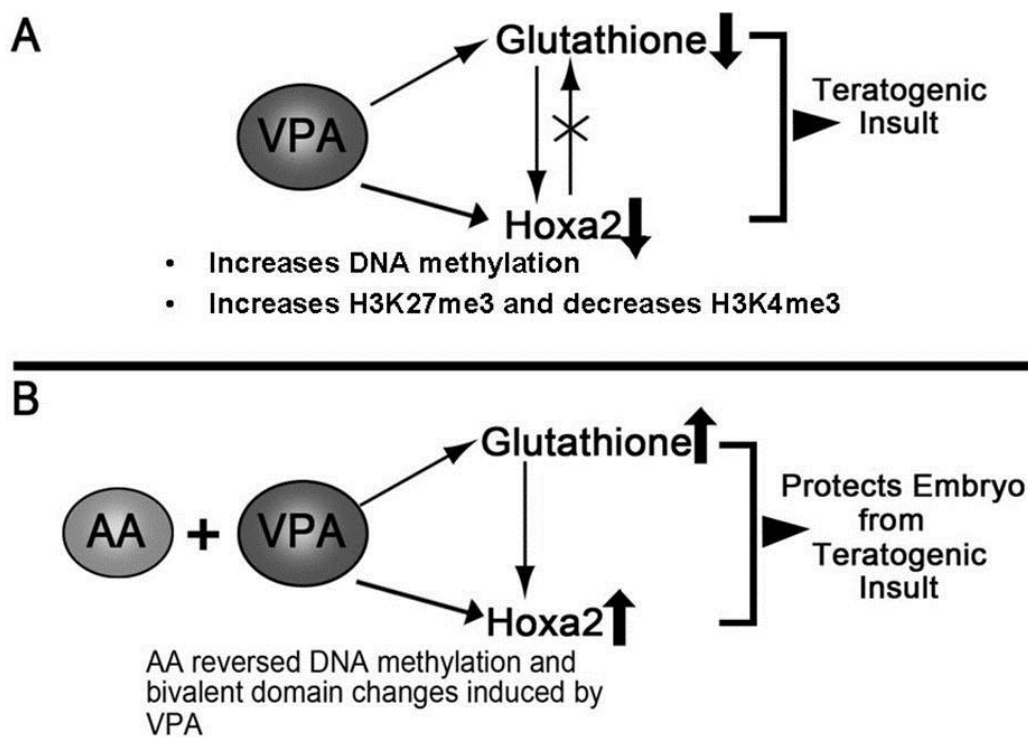 A
VPA
Glutathione
Hoxa2
Teratogenic
Insult
• Increases DNA methylation
• Increases H3K27me3 and decreases H3K4me3
B
AA + VPA
Glutathione
Hoxa2
Protects Embryo
from
Teratogenic
Insult
AA reversed DNA methylation and
bivalent domain changes induced by
VPA